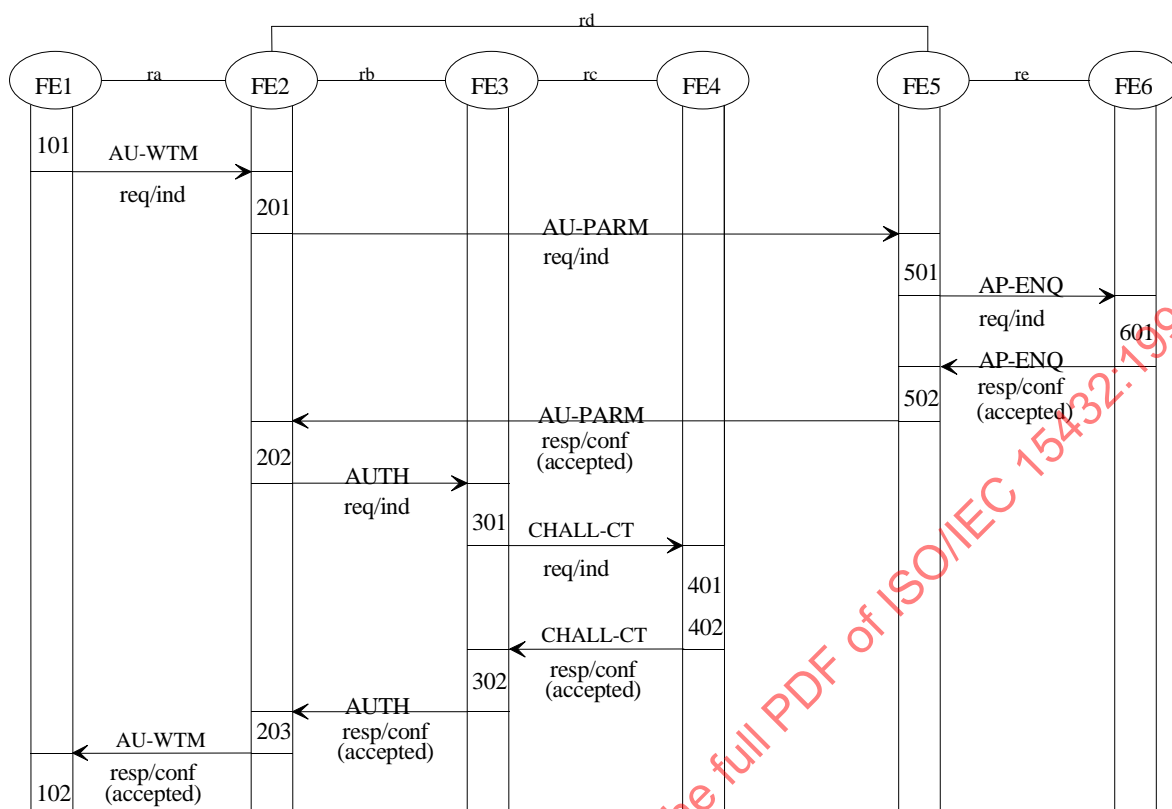 rd
ra
rb
rc
re
FE1
FE2
FE3
FE4
FE5
FE6
101
AU-WTM
req/ind
201
AU-PARM
req/ind
501
AP-ENQ
req/ind
601
AP-ENQ
resp/conf
(accepted)
502
AU-PARM
resp/conf
(accepted)
202
AUTH
req/ind
301
CHALL-CT
req/ind
401
402
CHALL-CT
resp/conf
(accepted)
302
AUTH
resp/conf
(accepted)
203
AU-WTM
resp/conf
(accepted)
102
full PDF of ISO/IEC 15432:199